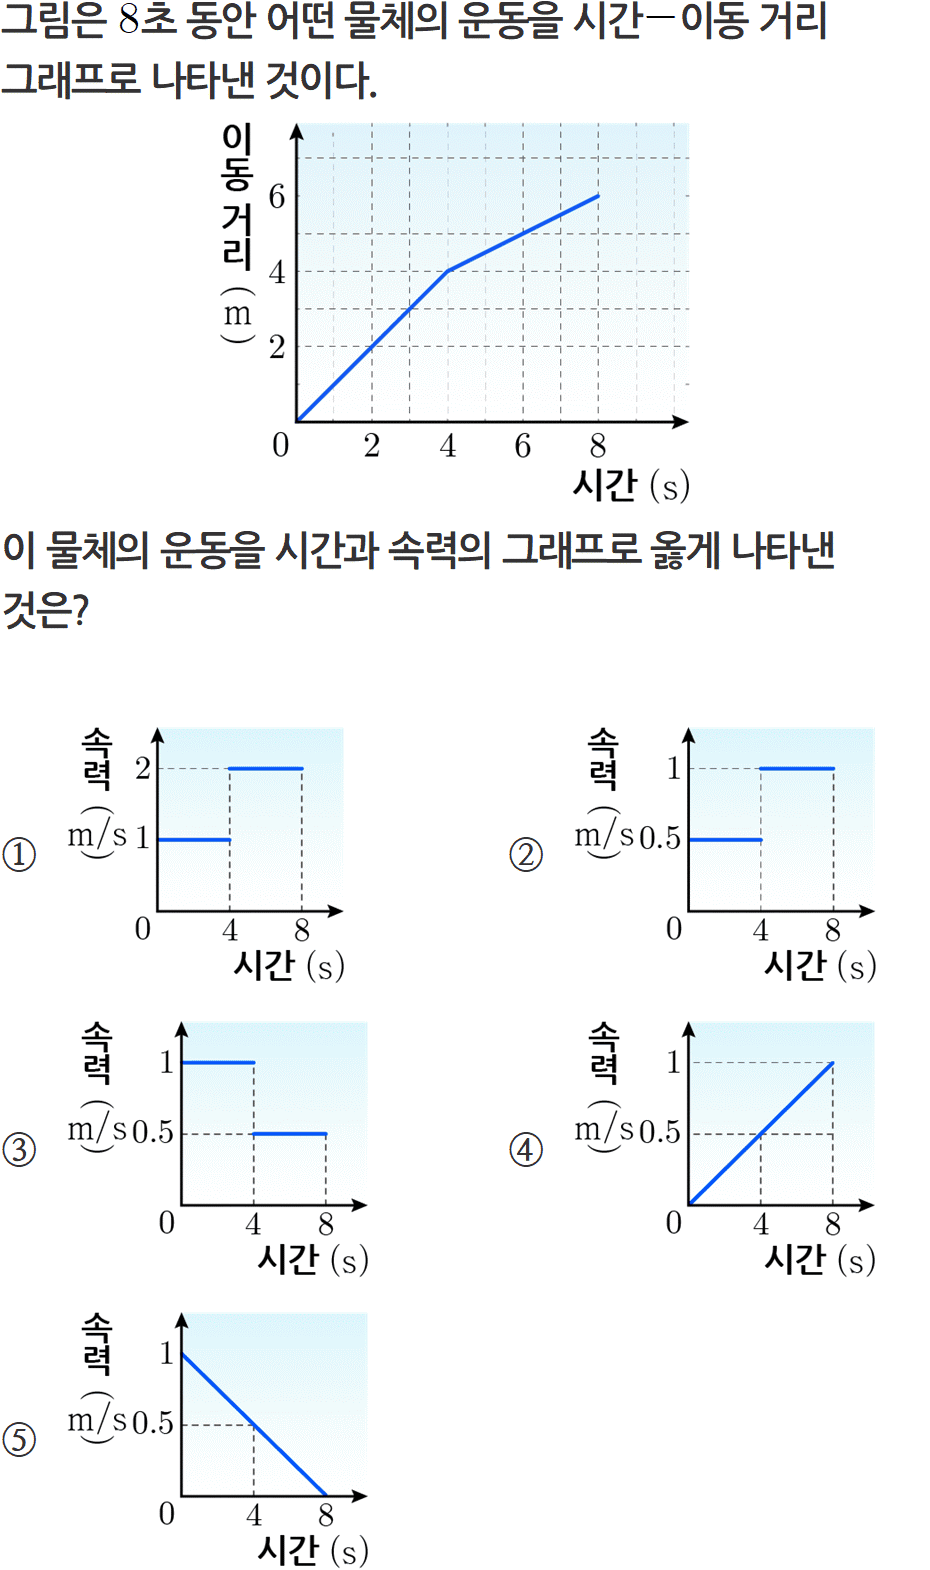 그림은 8초 동안 어떤 물체의 운동을 시간－이동 거리
그래프로 나타낸 것이다.
이동 거리 (m)
6
4
2
0 2 4 6 8
시간 (s)
이 물체의 운동을 시간과 속력의 그래프로 옳게 나타낸
것은?
①
속력 (m/s)
2
1
0 4 8
시간 (s)
②
속력 (m/s)
1
0.5
0 4 8
시간 (s)
③
속력 (m/s)
1
0.5
0 4 8
시간 (s)
④
속력 (m/s)
1
0.5
0 4 8
시간 (s)
⑤
속력 (m/s)
1
0.5
0 4 8
시간 (s)